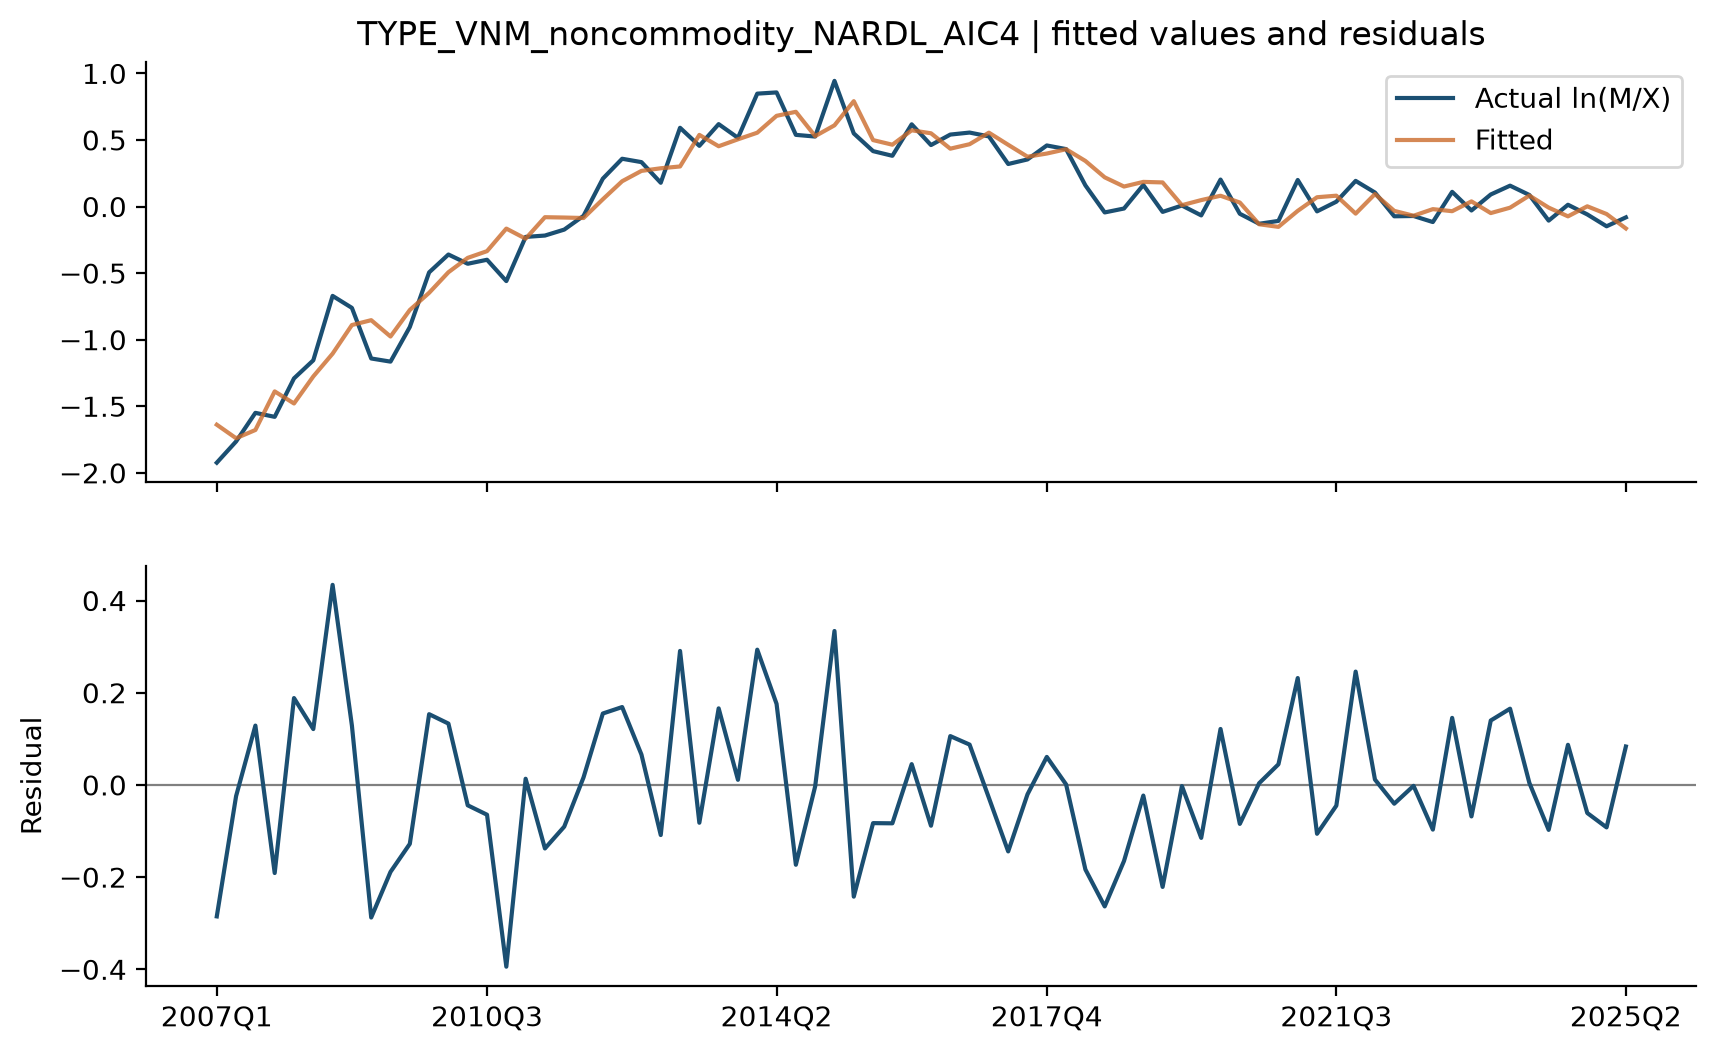 TYPE_VNM_noncommodity_NARDL_AIC4 | fitted values and residuals
1.0
0.5
0.0
−0.5
−1.0
−1.5
−2.0
Actual ln(M/X)
Fitted
Residual
0.4
0.2
0.0
−0.2
−0.4
2007Q1 2010Q3 2014Q2 2017Q4 2021Q3 2025Q2